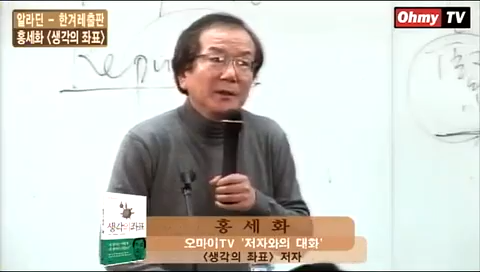 알라딘 - 한겨레출판
홍세화 <생각의 좌표>
Ohmy TV
생각의좌표
홍 세 화
오마이TV '저자와의 대화'
<생각의 좌표> 저자